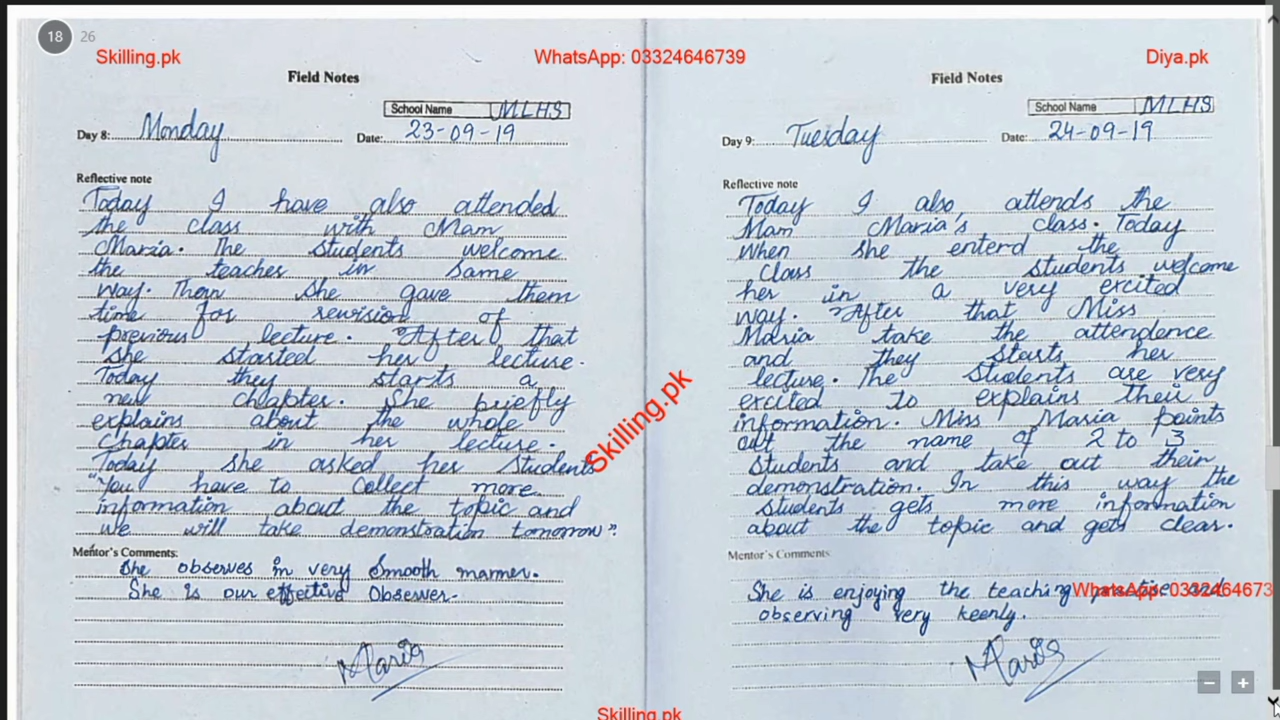 18 26
Skilling.pk
WhatsApp: 03324646739
Diya.pk
Field Notes
School Name MLHS
Day 8: Monday Date: 23-09-19
Reflective note
Today I have also attended
the class with Mam
Maria. The students welcome
the teacher in same
way. Then she gave them
time for revision of
previous lecture. After that
she started her lecture.
Today they starts a
new chapter. She briefly
explains about the whole
chapter in her lecture.
Today she asked her students
"You have to collect more
information about the topic and
we will take demonstration tomorrow".
Mentor's Comments:
She observes in very smooth manner.
She is our effective Observer.
Maria
Field Notes
School Name MLHS
Day 9: Tuesday Date: 24-09-19
Reflective note
Today I also, attends the
Mam Maria's class. Today
When she enterd the
Class the students welcome
her in a very excited
way. After that Miss
Maria take the attendence
and they starts her
lecture. The Students are very
excited to explains their
information. Miss Maria points
out the name of 2 to 3
students and take out their
demonstration. In this way the
students gets more information
about the topic and gets clear.
Mentor's Comments
She is enjoying the teaching and
observing very keenly.
Maria
Skilling.pk
WhatsApp: 0332464673
Skilling.pk